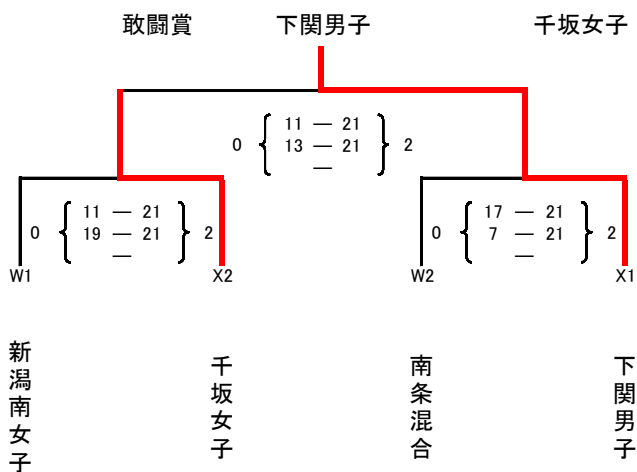 敢闘賞 下関男子 千坂女子
0 { 11 — 21 } 2
13 — 21
—
0 { 11 — 21 } 2
19 — 21
—
0 { 17 — 21 } 2
7 — 21
—
W1 X2 W2 X1
新潟南女子
千坂女子
南条混合
下関男子